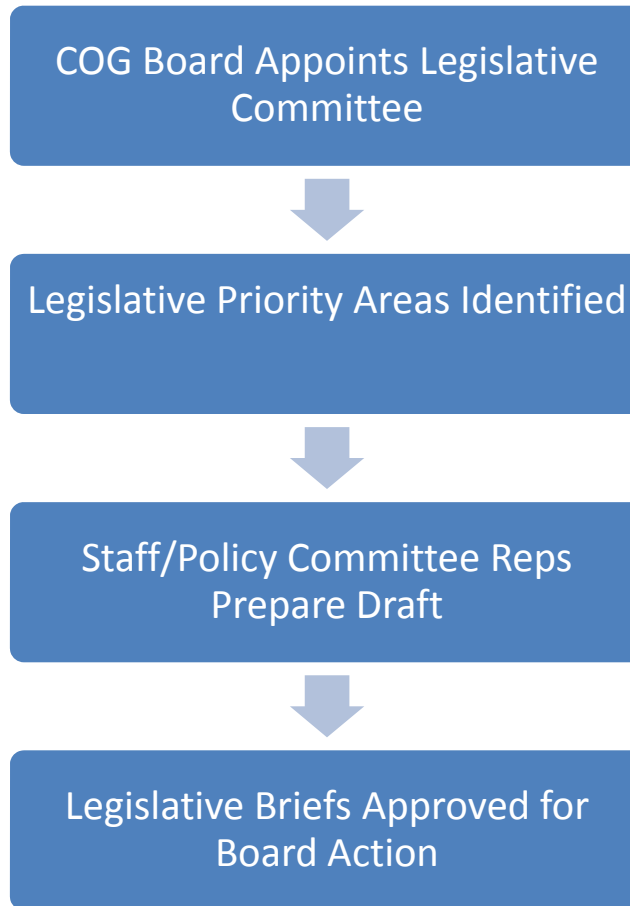 COG Board Appoints Legislative
Committee
Legislative Priority Areas Identified
Staff/Policy Committee Reps
Prepare Draft
Legislative Briefs Approved for
Board Action